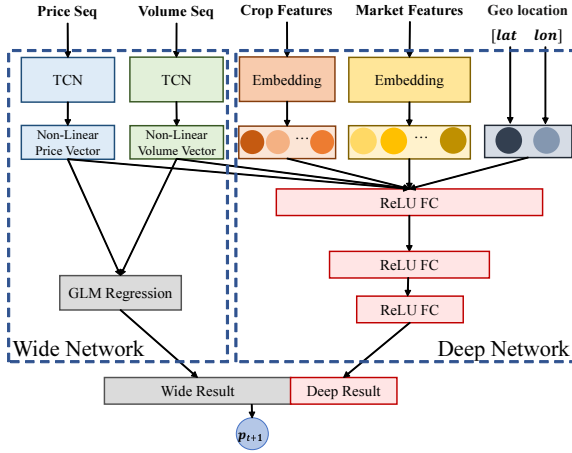 Price Seq
Volume Seq
Crop Features
Market Features
Geo location
[lat lon]
TCN
TCN
Embedding
Embedding
Non-Linear
Price Vector
Non-Linear
Volume Vector
...
...
ReLU FC
ReLU FC
GLM Regression
ReLU FC
Wide Network
Deep Network
Wide Result
Deep Result
p_{t+1}